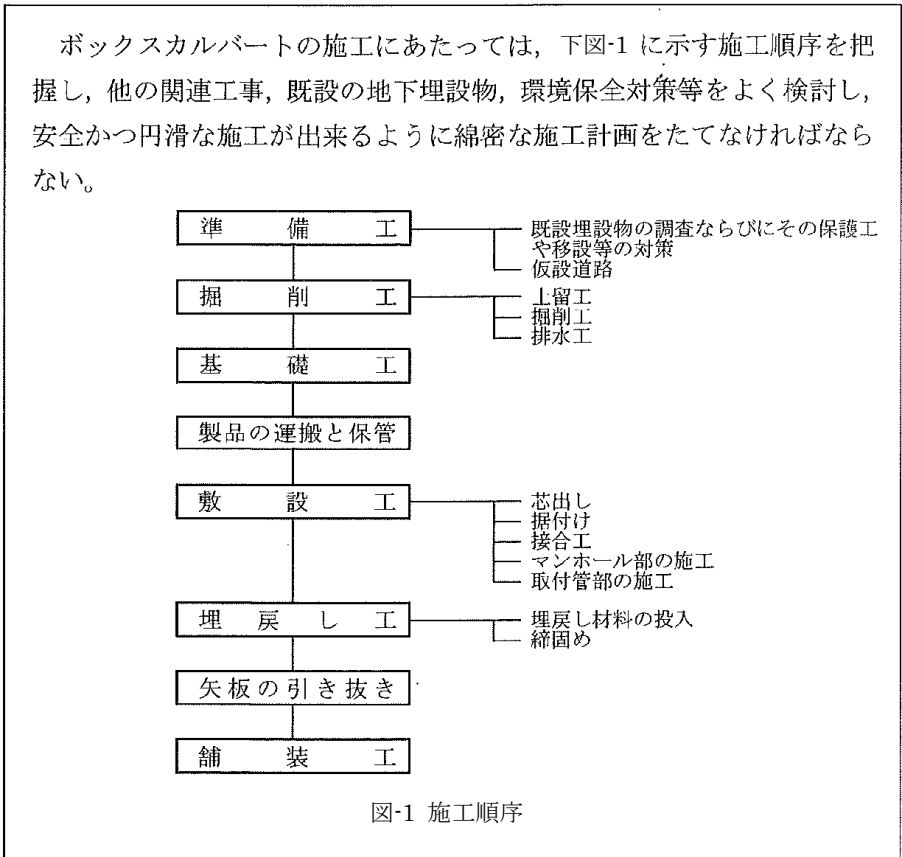 ボックスカルバートの施工にあたっては，下図-1 に示す施工順序を把
握し，他の関連工事，既設の地下埋設物，環境保全対策等をよく検討し，
安全かつ円滑な施工が出来るように綿密な施工計画をたてなければなら
ない。
準備工
既設埋設物の調査ならびにその保護工
や移設等の対策
仮設道路
掘削工
土留工
掘削工
排水工
基礎工
製品の運搬と保管
敷設工
芯出し
据付け
接合工
マンホール部の施工
取付管部の施工
埋戻し工
埋戻し材料の投入
締固め
矢板の引き抜き
舗装工
図-1 施工順序